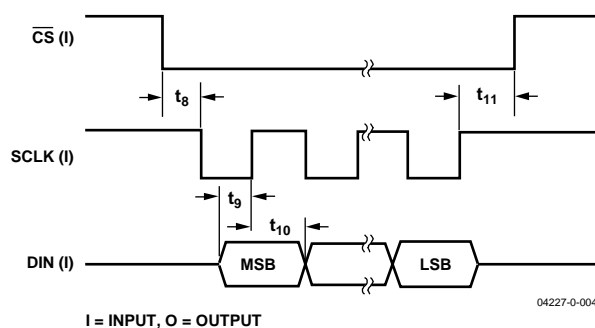 CS (I)
t8
t11
SCLK (I)
t9
t10
DIN (I)
MSB
LSB
04227-0-004
I = INPUT, O = OUTPUT